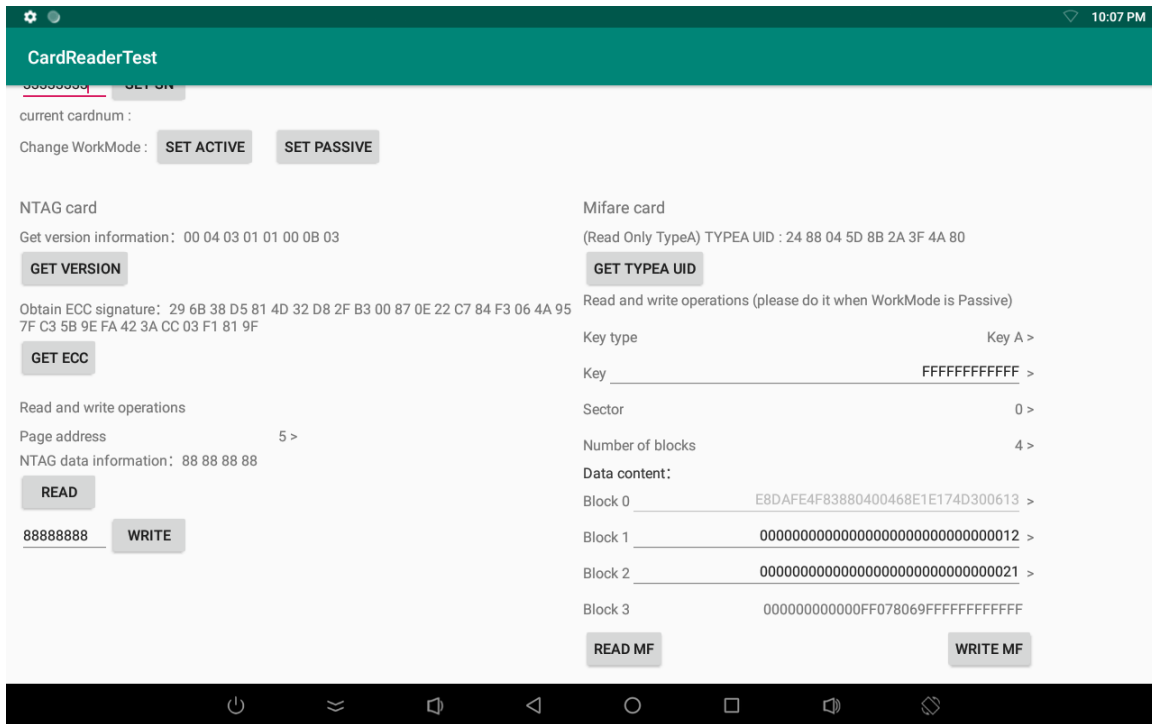 10:07 PM
CardReaderTest
current cardnum :
Change WorkMode : SET ACTIVE SET PASSIVE
NTAG card
Get version information：00 04 03 01 01 00 0B 03
GET VERSION
Obtain ECC signature：29 6B 38 D5 81 4D 32 D8 2F B3 00 87 0E 22 C7 84 F3 06 4A 95
7F C3 5B 9E FA 42 3A CC 03 F1 81 9F
GET ECC
Read and write operations
Page address 5 >
NTAG data information：88 88 88 88
READ
88888888 WRITE
Mifare card
(Read Only TypeA) TYPEA UID : 24 88 04 5D 8B 2A 3F 4A 80
GET TYPEA UID
Read and write operations (please do it when WorkMode is Passive)
Key type Key A >
Key FFFFFFFFFFFF >
Sector 0 >
Number of blocks 4 >
Data content：
Block 0 E8DAFE4F83880400468E1E174D300613 >
Block 1 00000000000000000000000000000012 >
Block 2 00000000000000000000000000000021 >
Block 3 000000000000FF078069FFFFFFFFFFFF
READ MF WRITE MF